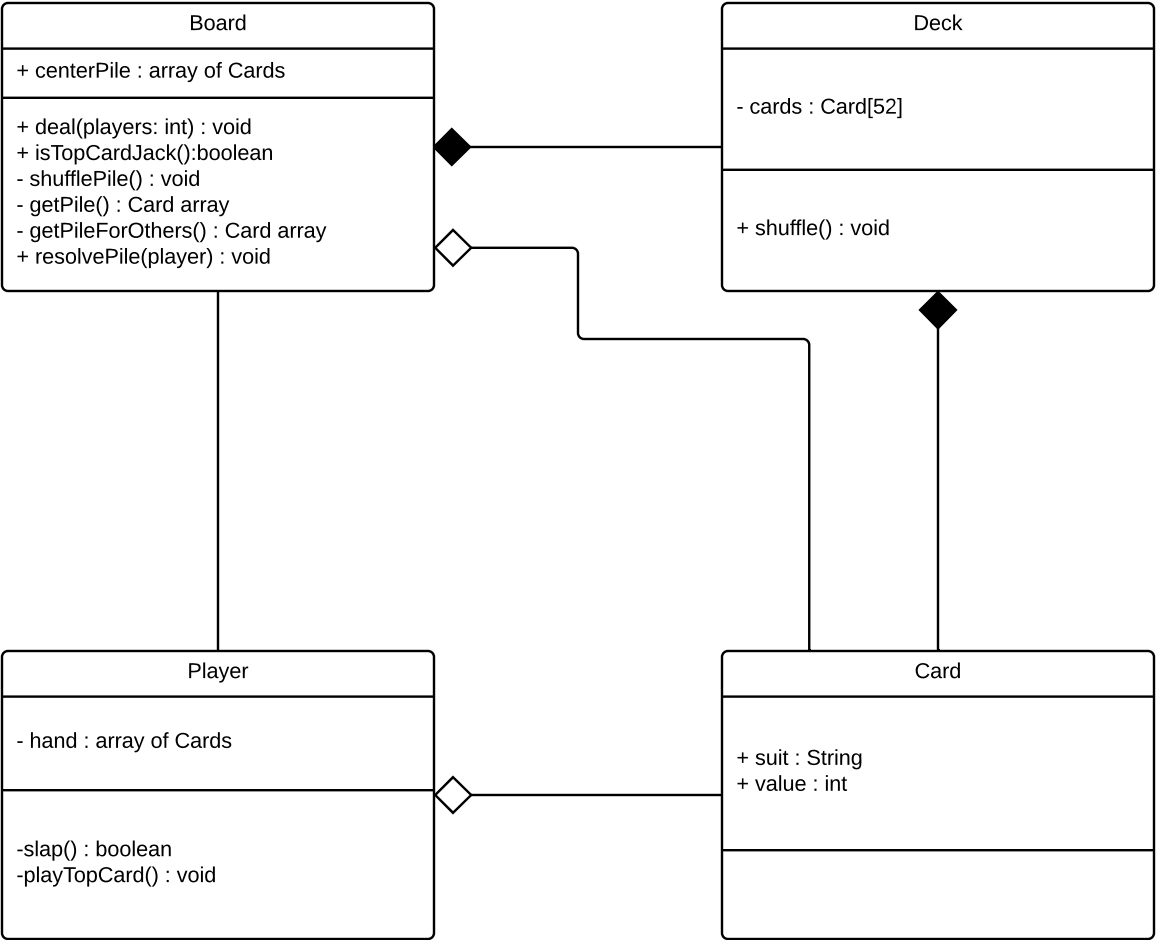 Board
+ centerPile : array of Cards
+ deal(players: int) : void
+ isTopCardJack():boolean
- shufflePile() : void
- getPile() : Card array
- getPileForOthers() : Card array
+ resolvePile(player) : void
Deck
- cards : Card[52]
+ shuffle() : void
Player
- hand : array of Cards
-slap() : boolean
-playTopCard() : void
Card
+ suit : String
+ value : int